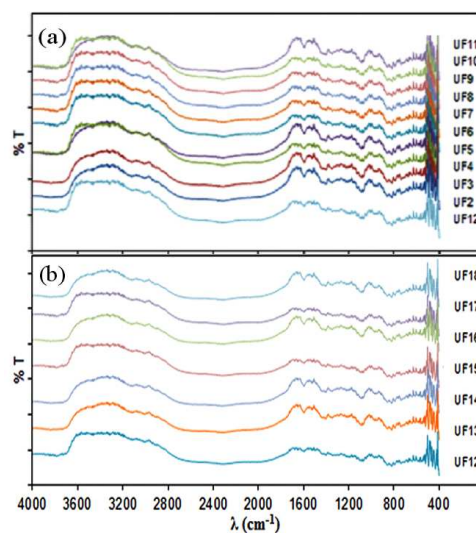 (a)
UF11
UF10
UF9
UF8
UF7
UF6
UF5
UF4
UF3
UF2
UF12
% T
(b)
UF18
UF17
UF16
UF15
UF14
UF13
UF12
% T
4000 3600 3200 2800 2400 2000 1600 1200 800 400
λ (cm⁻¹)